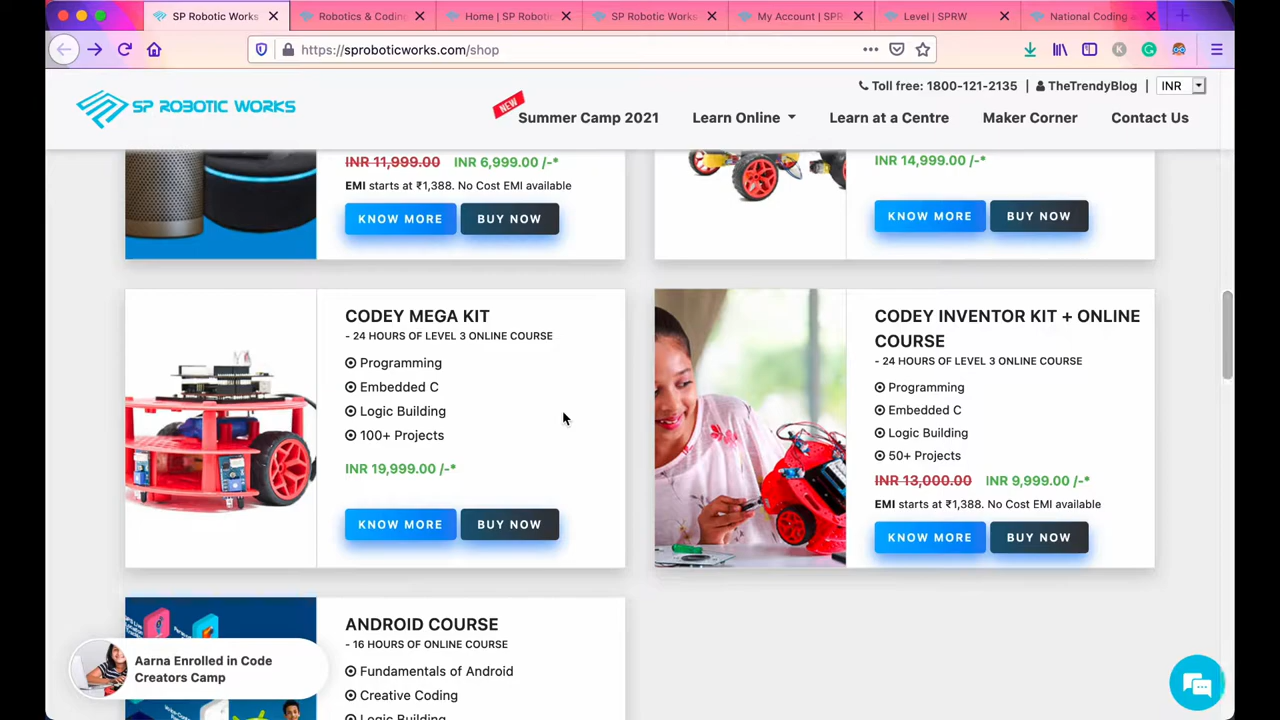 SP Robotic Works
Robotics & Coding
Home | SP Robotic
SP Robotic Works
My Account | SPR
Level | SPRW
National Coding
https://sproboticworks.com/shop
SP ROBOTIC WORKS
Toll free: 1800-121-2135 | TheTrendyBlog | INR
NEW
Summer Camp 2021
Learn Online
Learn at a Centre
Maker Corner
Contact Us
INR 11,999.00 INR 6,999.00 /-*
EMI starts at ₹1,388. No Cost EMI available
KNOW MORE
BUY NOW
INR 14,999.00 /-*
KNOW MORE
BUY NOW
CODEY MEGA KIT
- 24 HOURS OF LEVEL 3 ONLINE COURSE
Programming
Embedded C
Logic Building
100+ Projects
INR 19,999.00 /-*
KNOW MORE
BUY NOW
CODEY INVENTOR KIT + ONLINE
COURSE
- 24 HOURS OF LEVEL 3 ONLINE COURSE
Programming
Embedded C
Logic Building
50+ Projects
INR 13,000.00 INR 9,999.00 /-*
EMI starts at ₹1,388. No Cost EMI available
KNOW MORE
BUY NOW
ANDROID COURSE
- 16 HOURS OF ONLINE COURSE
Fundamentals of Android
Creative Coding
Logic Building
Aarna Enrolled in Code
Creators Camp